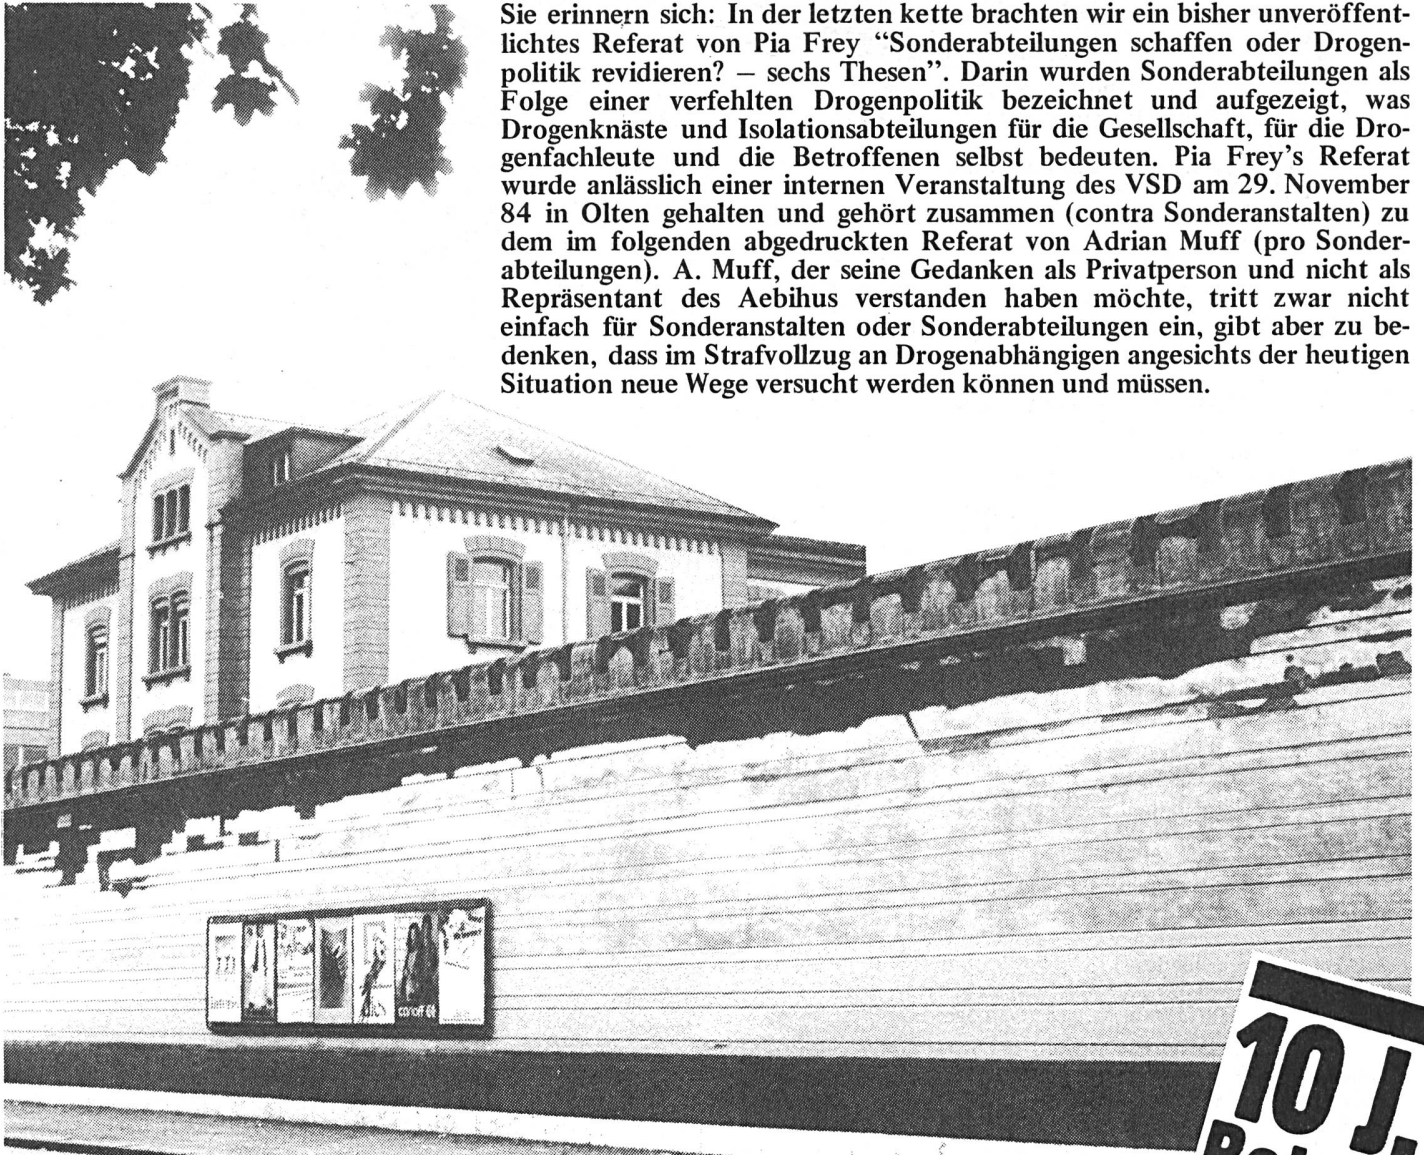 Sie erinnern sich: In der letzten kette brachten wir ein bisher unveröffent-
lichtes Referat von Pia Frey “Sonderabteilungen schaffen oder Drogen-
politik revidieren? — sechs Thesen”. Darin wurden Sonderabteilungen als
Folge einer verfehlten Drogenpolitik bezeichnet und aufgezeigt, was
Drogenknäste und Isolationsabteilungen für die Gesellschaft, für die Dro-
genfachleute und die Betroffenen selbst bedeuten. Pia Frey’s Referat
wurde anlässlich einer internen Veranstaltung des VSD am 29. November
84 in Olten gehalten und gehört zusammen (contra Sonderanstalten) zu
dem im folgenden abgedruckten Referat von Adrian Muff (pro Sonder-
abteilungen). A. Muff, der seine Gedanken als Privatperson und nicht als
Repräsentant des Aebihus verstanden haben möchte, tritt zwar nicht
einfach für Sonderanstalten oder Sonderabteilungen ein, gibt aber zu be-
denken, dass im Strafvollzug an Drogenabhängigen angesichts der heutigen
Situation neue Wege versucht werden können und müssen.
10 J